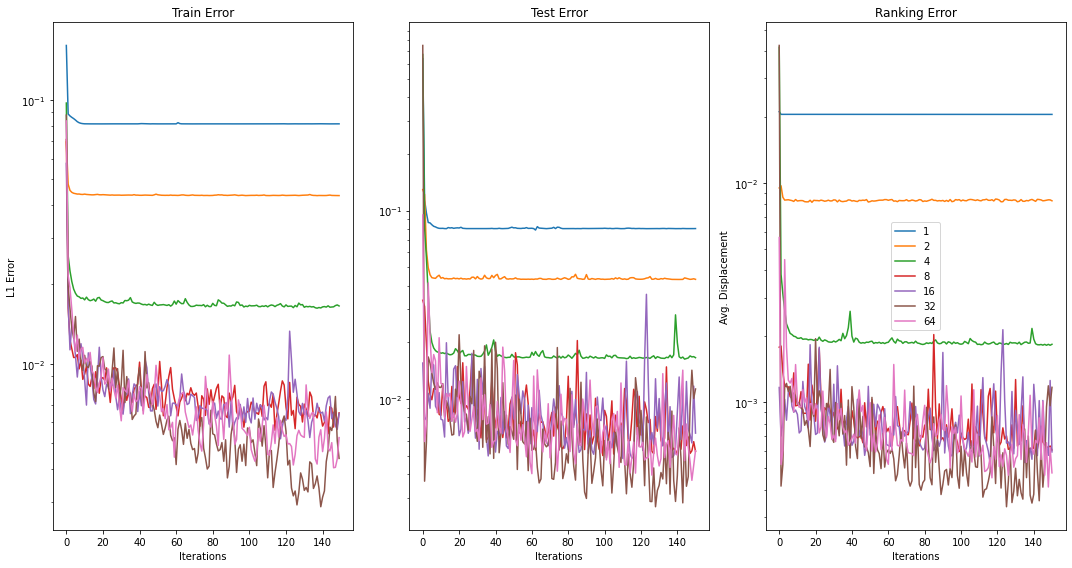 Train Error
L1 Error
10^{-1}
10^{-2}
0 20 40 60 80 100 120 140
Iterations
Test Error
10^{-1}
10^{-2}
0 20 40 60 80 100 120 140
Iterations
Ranking Error
Avg. Displacement
10^{-2}
10^{-3}
1
2
4
8
16
32
64
0 20 40 60 80 100 120 140
Iterations